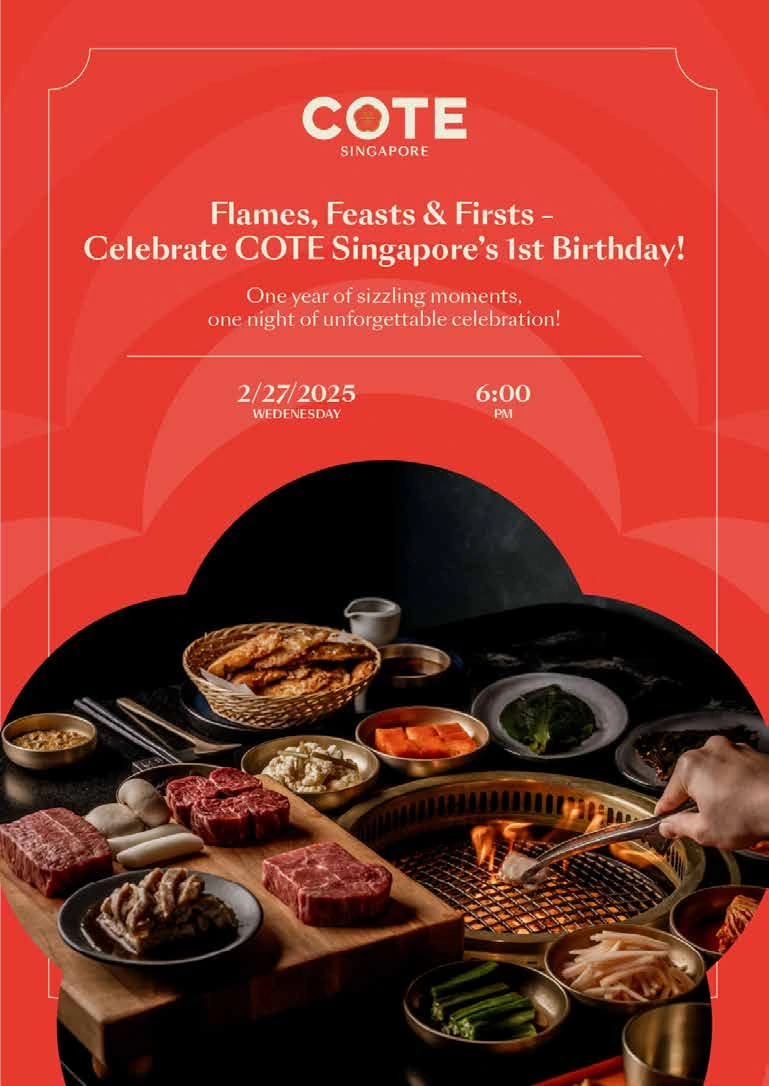 COTE
SINGAPORE
Flames, Feasts & Firsts –
Celebrate COTE Singapore's 1st Birthday!
One year of sizzling moments,
one night of unforgettable celebration!
2/27/2025 6:00
WEDENESDAY PM